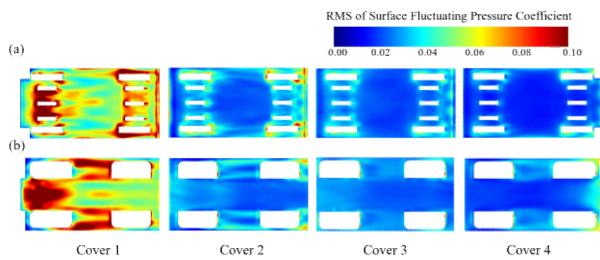 RMS of Surface Fluctuating Pressure Coefficient
0.00 0.02 0.04 0.06 0.08 0.10
(a)
(b)
Cover 1 Cover 2 Cover 3 Cover 4